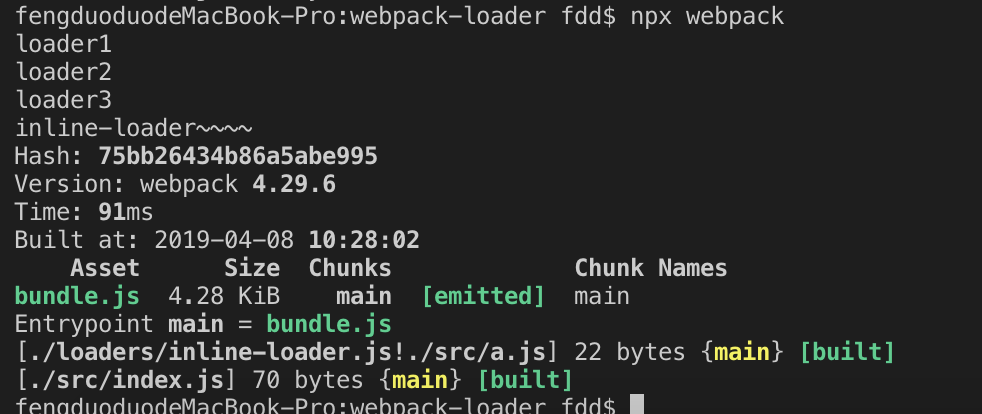 fengduoduodeMacBook-Pro:webpack-loader fdd$ npx webpack
loader1
loader2
loader3
inline-loader~~~~
Hash: 75bb26434b86a5abe995
Version: webpack 4.29.6
Time: 91ms
Built at: 2019-04-08 10:28:02
Asset Size Chunks Chunk Names
bundle.js 4.28 KiB main [emitted] main
Entrypoint main = bundle.js
[./loaders/inline-loader.js!./src/a.js] 22 bytes {main} [built]
[./src/index.js] 70 bytes {main} [built]
fengduoduodeMacBook-Pro:webpack-loader fdd$